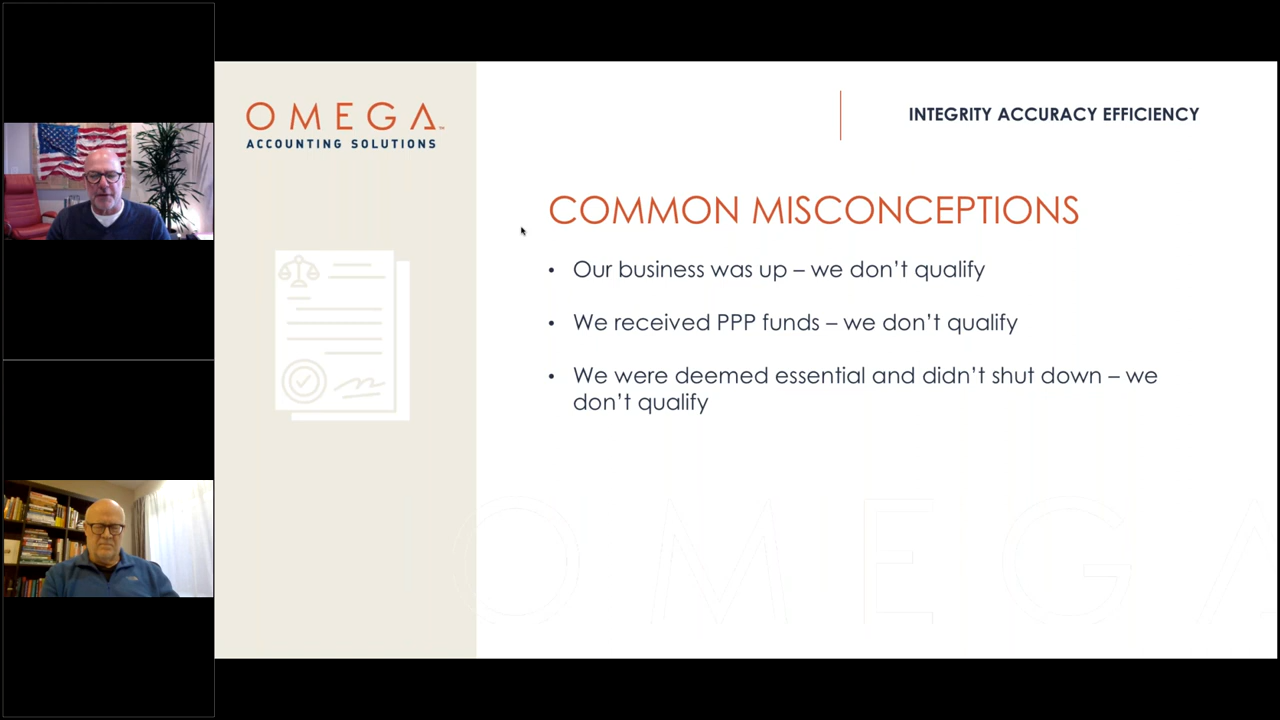 OMEGA™
ACCOUNTING SOLUTIONS
INTEGRITY ACCURACY EFFICIENCY
COMMON MISCONCEPTIONS
• Our business was up – we don’t qualify
• We received PPP funds – we don’t qualify
• We were deemed essential and didn’t shut down – we
don’t qualify
OMEGA